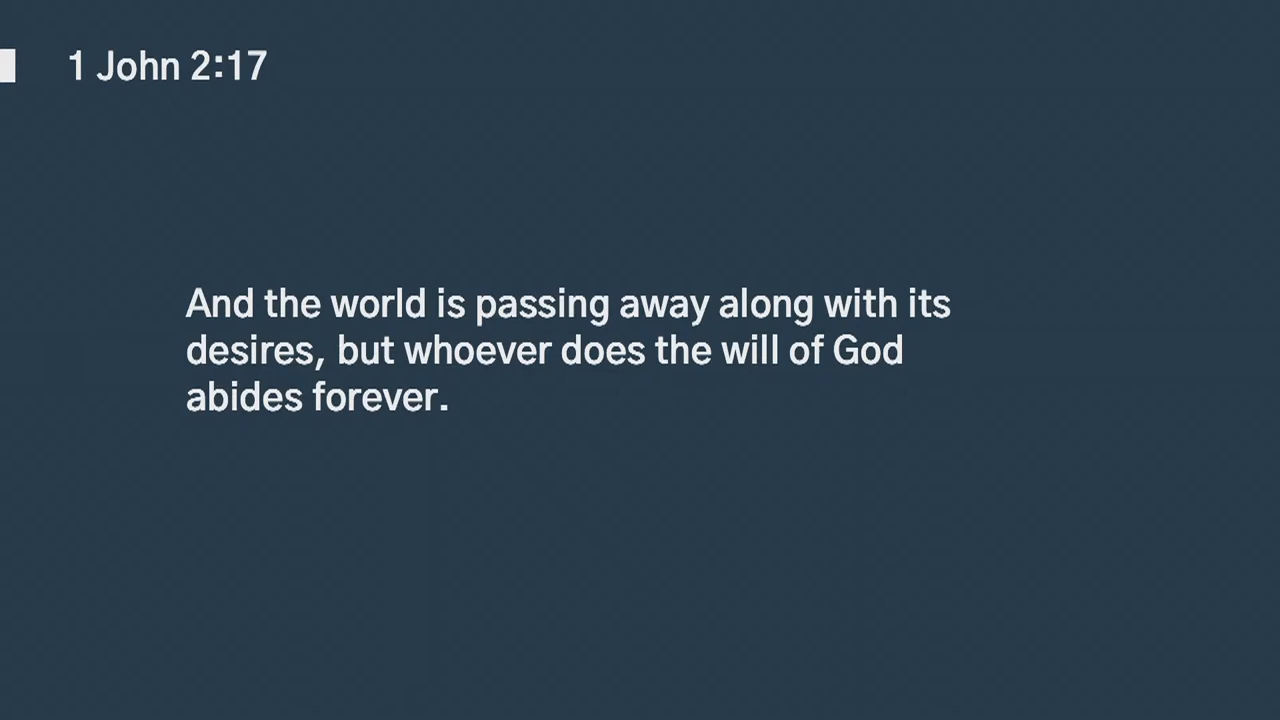 1 John 2:17
And the world is passing away along with its
desires, but whoever does the will of God
abides forever.